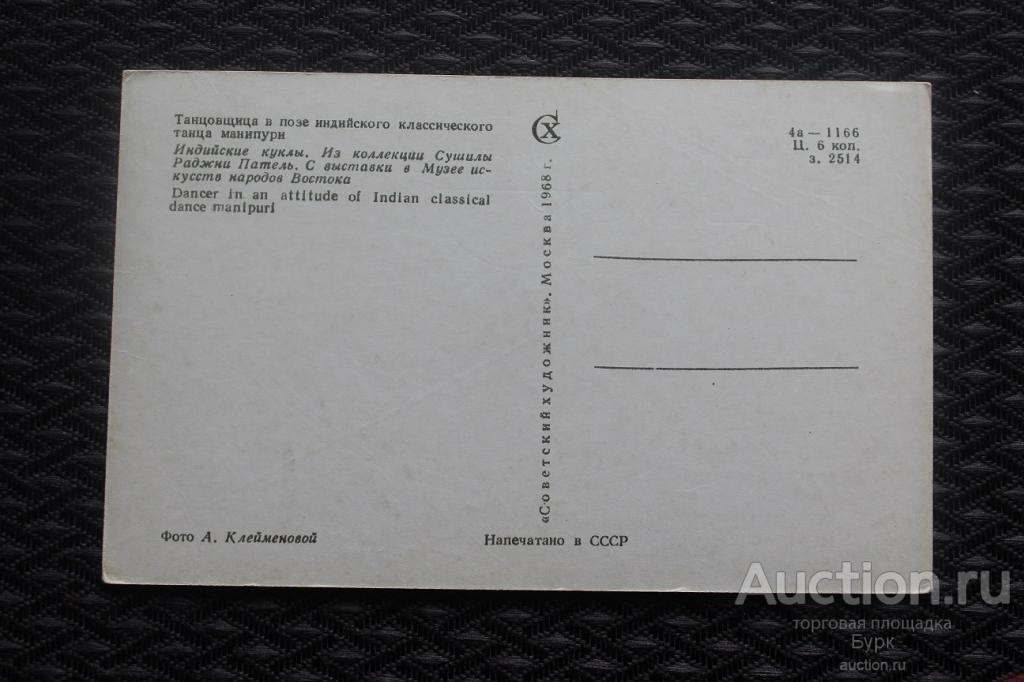 Танцовщица в позе индийского классического
танца манипури
Индийские куклы. Из коллекции Сушилы
Раджни Патель. С выставки в Музее ис-
кусств народов Востока
Dancer in an attitude of Indian classical
dance manipuri
Фото А. Клейменовой
СХ
«Советский художник». Москва 1968 г.
Напечатано в СССР
4а — 1166
Ц. 6 коп.
з. 2514
Auction.ru
торговая площадка
Бурк
auction.ru